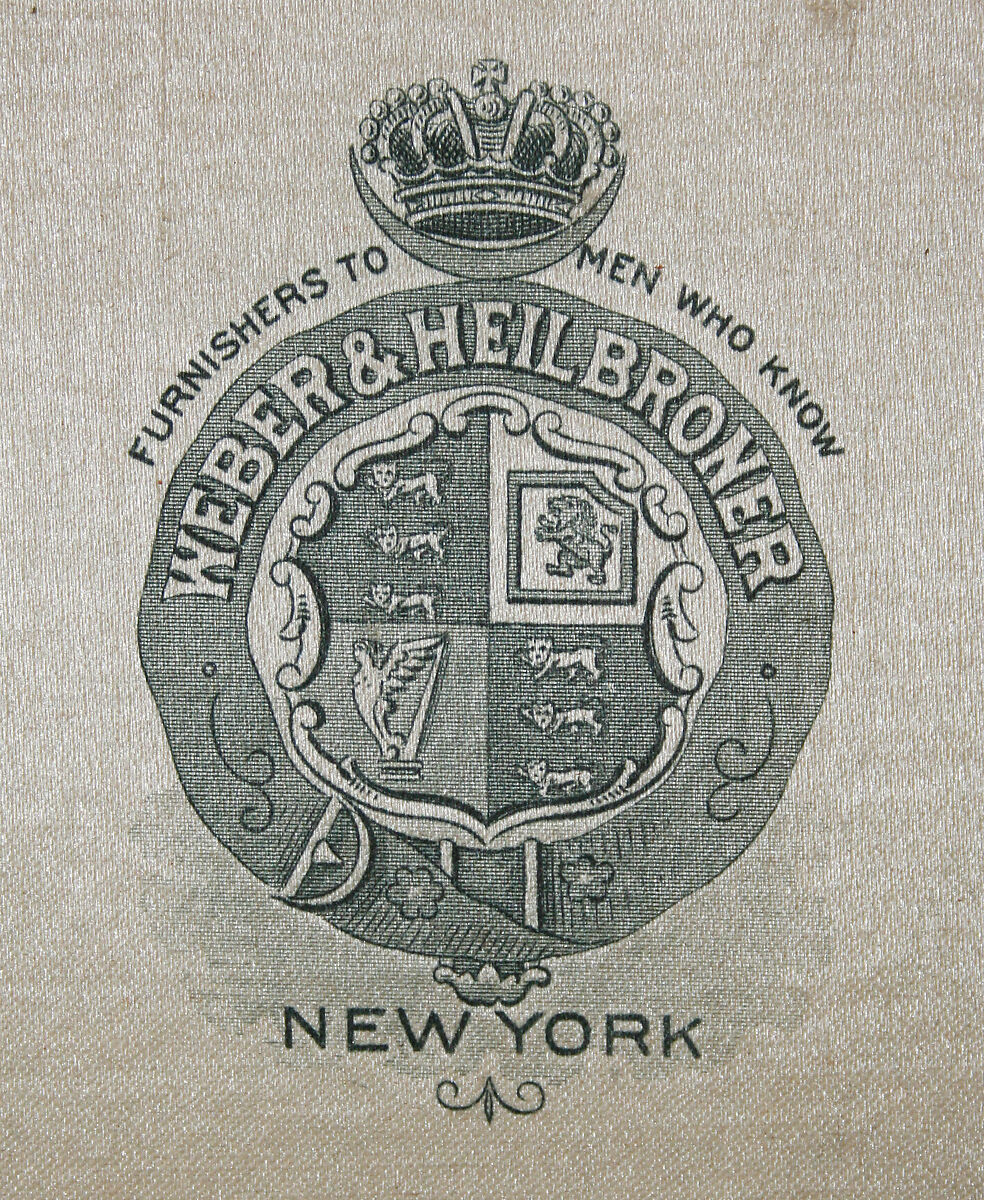 FURNISHERS TO MEN WHO KNOW
WEBER & HEILBRONER
NEW YORK